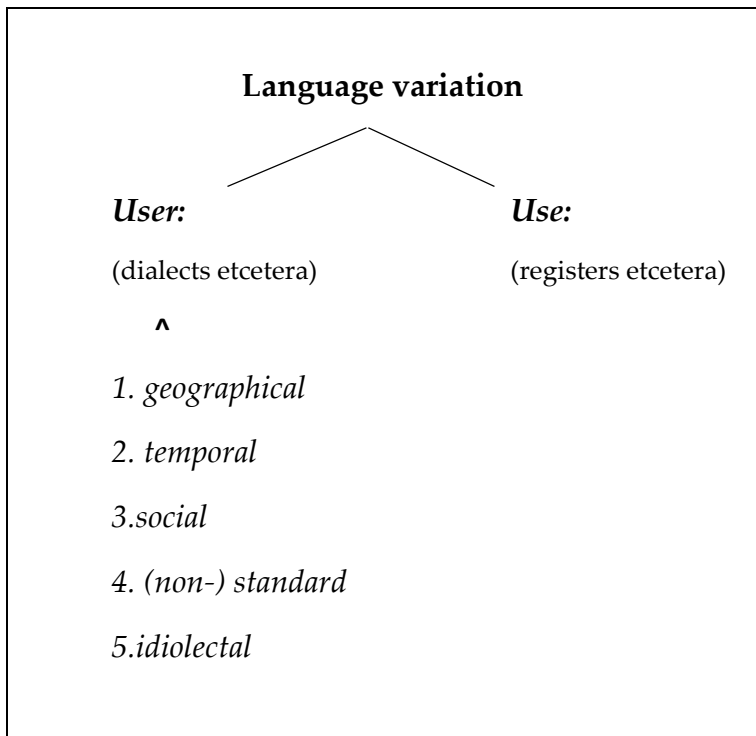 Language variation
User: Use:
(dialects etcetera) (registers etcetera)
^
1. geographical
2. temporal
3.social
4. (non-) standard
5.idiolectal